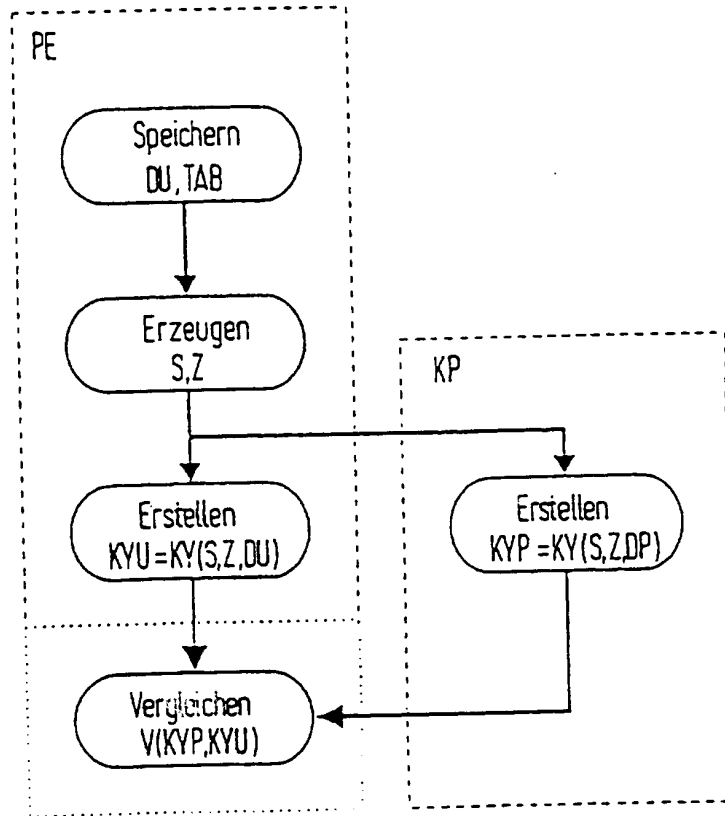 PE
Speichern
DU, TAB
Erzeugen
S,Z
KP
Erstellen
KYU=KY(S,Z,DU)
Erstellen
KYP=KY(S,Z,DP)
Vergleichen
V(KYP,KYU)